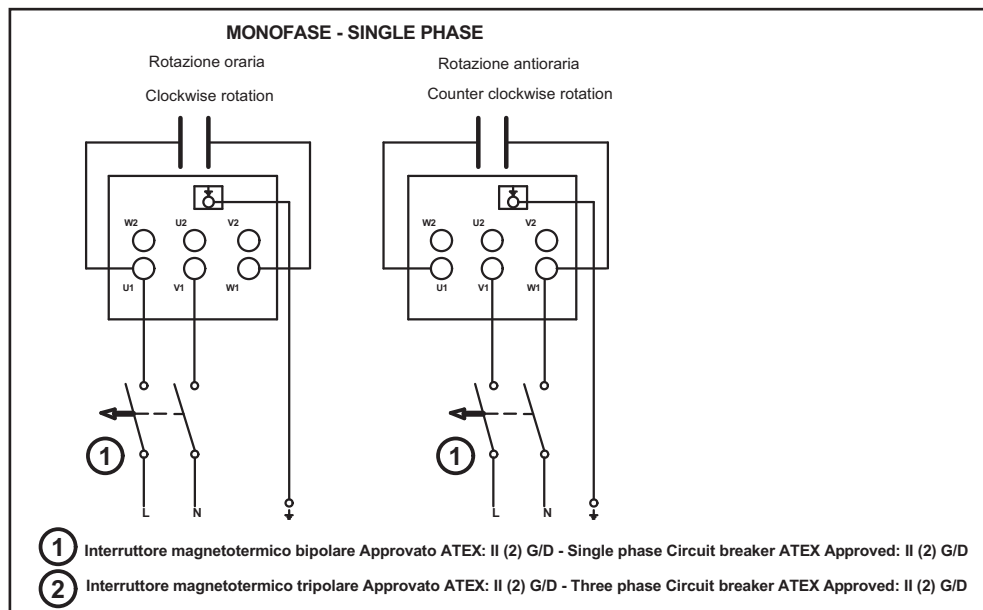 MONOFASE - SINGLE PHASE
Rotazione oraria
Clockwise rotation
W2 U2 V2
U1 V1 W1
1
L N
Rotazione antioraria
Counter clockwise rotation
W2 U2 V2
U1 V1 W1
1
L N
1 Interruttore magnetotermico bipolare Approvato ATEX: II (2) G/D - Single phase Circuit breaker ATEX Approved: II (2) G/D
2 Interruttore magnetotermico tripolare Approvato ATEX: II (2) G/D - Three phase Circuit breaker ATEX Approved: II (2) G/D